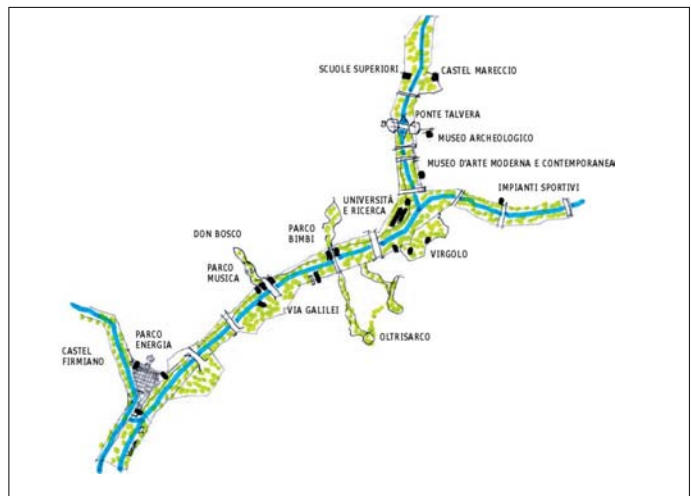 SCUOLE SUPERIORI
CASTEL MARECCIO
PONTE TALVERA
MUSEO ARCHEOLOGICO
MUSEO D'ARTE MODERNA E CONTEMPORANEA
IMPIANTI SPORTIVI
UNIVERSITÀ
E RICERCA
PARCO
BIMBI
DON BOSCO
VIRGOLO
PARCO
MUSICA
VIA GALILEI
OLTRISARCO
PARCO
ENERGIA
CASTEL
FIRMIANO